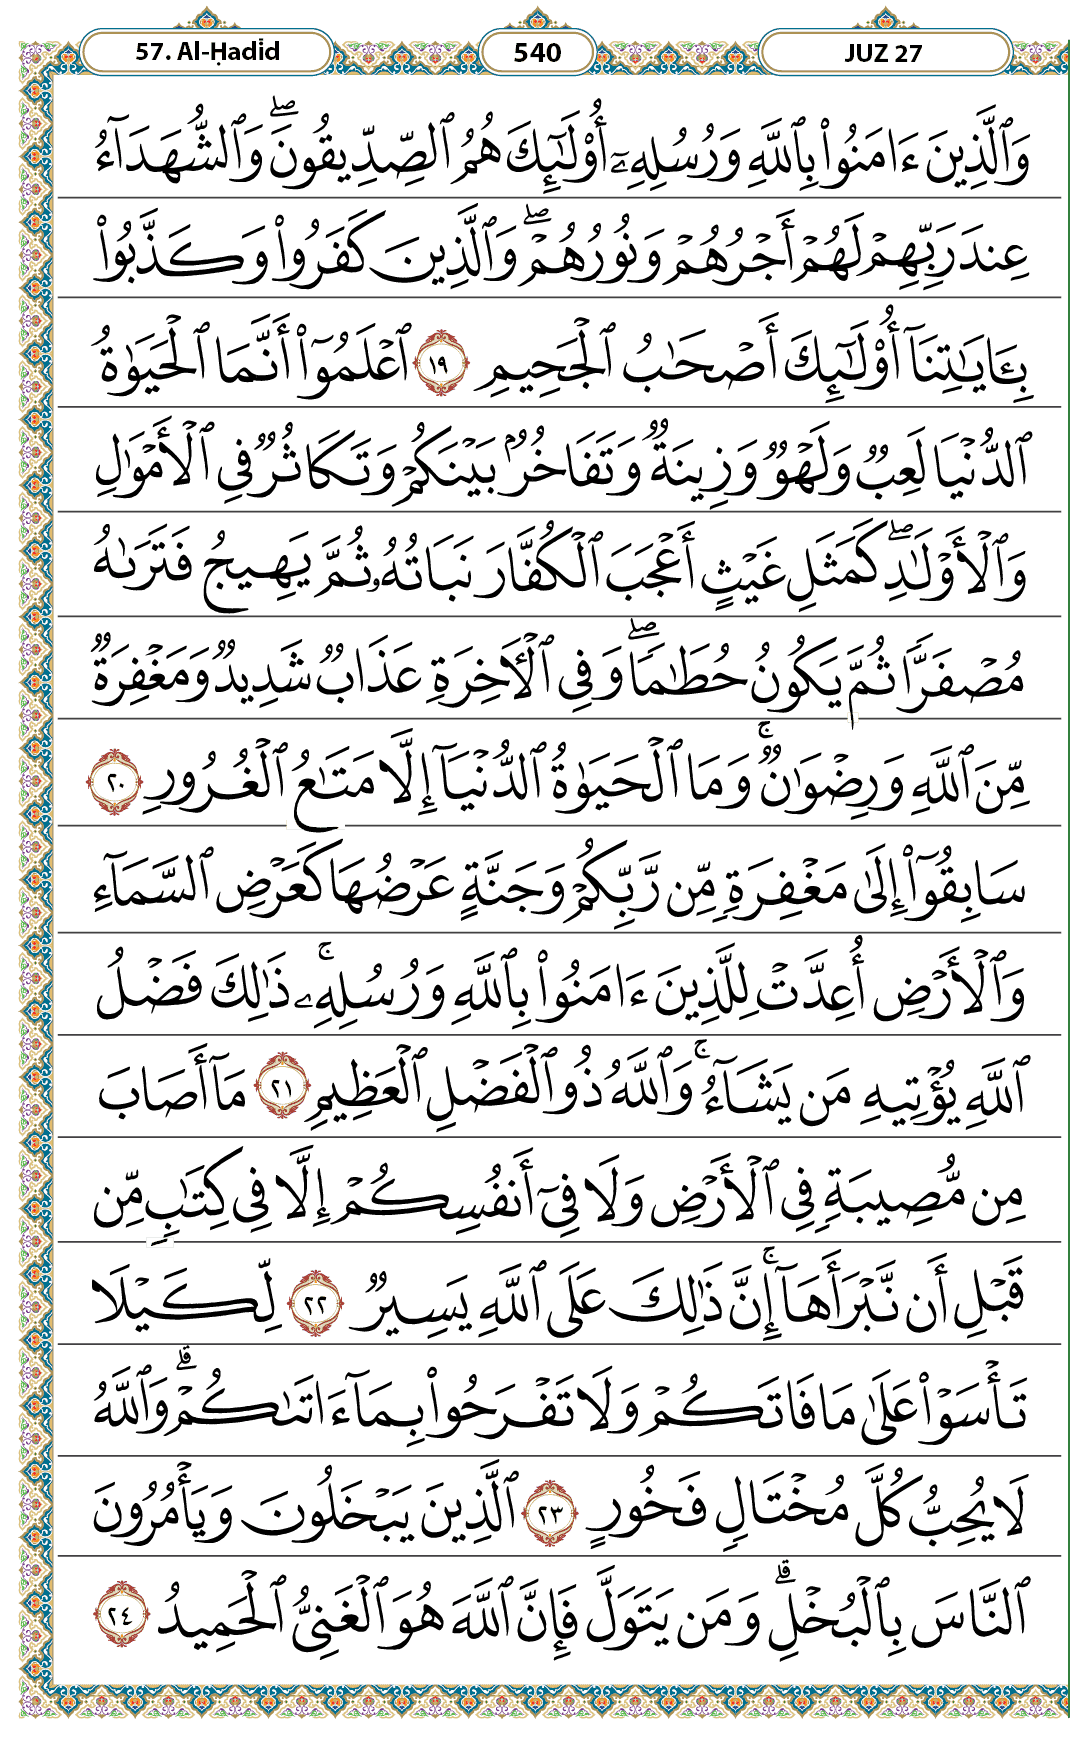 57. Al-Ḥadīd 540 JUZ 27
وَٱلَّذِينَ ءَامَنُوا۟ بِٱللَّهِ وَرُسُلِهِۦٓ أُو۟لَـٰٓئِكَ هُمُ ٱلصِّدِّيقُونَ ۖ وَٱلشُّهَدَآءُ
عِندَ رَبِّهِمْ لَهُمْ أَجْرُهُمْ وَنُورُهُمْ ۖ وَٱلَّذِينَ كَفَرُوا۟ وَكَذَّبُوا۟
بِـَٔايَـٰتِنَآ أُو۟لَـٰٓئِكَ أَصْحَـٰبُ ٱلْجَحِيمِ ١٩ ٱعْلَمُوٓا۟ أَنَّمَا ٱلْحَيَوٰةُ
ٱلدُّنْيَا لَعِبٌ وَلَهْوٌ وَزِينَةٌ وَتَفَاخُرٌۢ بَيْنَكُمْ وَتَكَاثُرٌ فِى ٱلْأَمْوَٰلِ
وَٱلْأَوْلَـٰدِ ۖ كَمَثَلِ غَيْثٍ أَعْجَبَ ٱلْكُفَّارَ نَبَاتُهُۥ ثُمَّ يَهِيجُ فَتَرَىٰهُ
مُصْفَرًّا ثُمَّ يَكُونُ حُطَـٰمًا ۖ وَفِى ٱلْـَٔاخِرَةِ عَذَابٌ شَدِيدٌ وَمَغْفِرَةٌ
مِّنَ ٱللَّهِ وَرِضْوَٰنٌ ۚ وَمَا ٱلْحَيَوٰةُ ٱلدُّنْيَآ إِلَّا مَتَـٰعُ ٱلْغُرُورِ ٢٠
سَابِقُوٓا۟ إِلَىٰ مَغْفِرَةٍ مِّن رَّبِّكُمْ وَجَنَّةٍ عَرْضُهَا كَعَرْضِ ٱلسَّمَآءِ
وَٱلْأَرْضِ أُعِدَّتْ لِلَّذِينَ ءَامَنُوا۟ بِٱللَّهِ وَرُسُلِهِۦ ۚ ذَٰلِكَ فَضْلُ
ٱللَّهِ يُؤْتِيهِ مَن يَشَآءُ ۚ وَٱللَّهُ ذُو ٱلْفَضْلِ ٱلْعَظِيمِ ٢١ مَآ أَصَابَ
مِن مُّصِيبَةٍ فِى ٱلْأَرْضِ وَلَا فِىٓ أَنفُسِكُمْ إِلَّا فِى كِتَـٰبٍ مِّن
قَبْلِ أَن نَّبْرَأَهَآ ۚ إِنَّ ذَٰلِكَ عَلَى ٱللَّهِ يَسِيرٌ ٢٢ لِّكَيْلَا
تَأْسَوْا۟ عَلَىٰ مَا فَاتَكُمْ وَلَا تَفْرَحُوا۟ بِمَآ ءَاتَىٰكُمْ ۗ وَٱللَّهُ
لَا يُحِبُّ كُلَّ مُخْتَالٍ فَخُورٍ ٢٣ ٱلَّذِينَ يَبْخَلُونَ وَيَأْمُرُونَ
ٱلنَّاسَ بِٱلْبُخْلِ ۗ وَمَن يَتَوَلَّ فَإِنَّ ٱللَّهَ هُوَ ٱلْغَنِىُّ ٱلْحَمِيدُ ٢٤